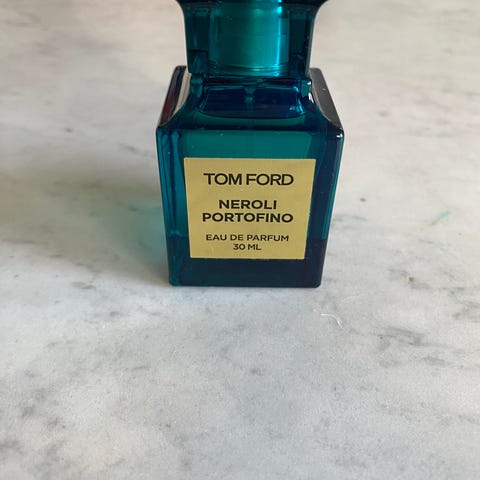 TOM FORD
NEROLI
PORTOFINO
EAU DE PARFUM
30 ML